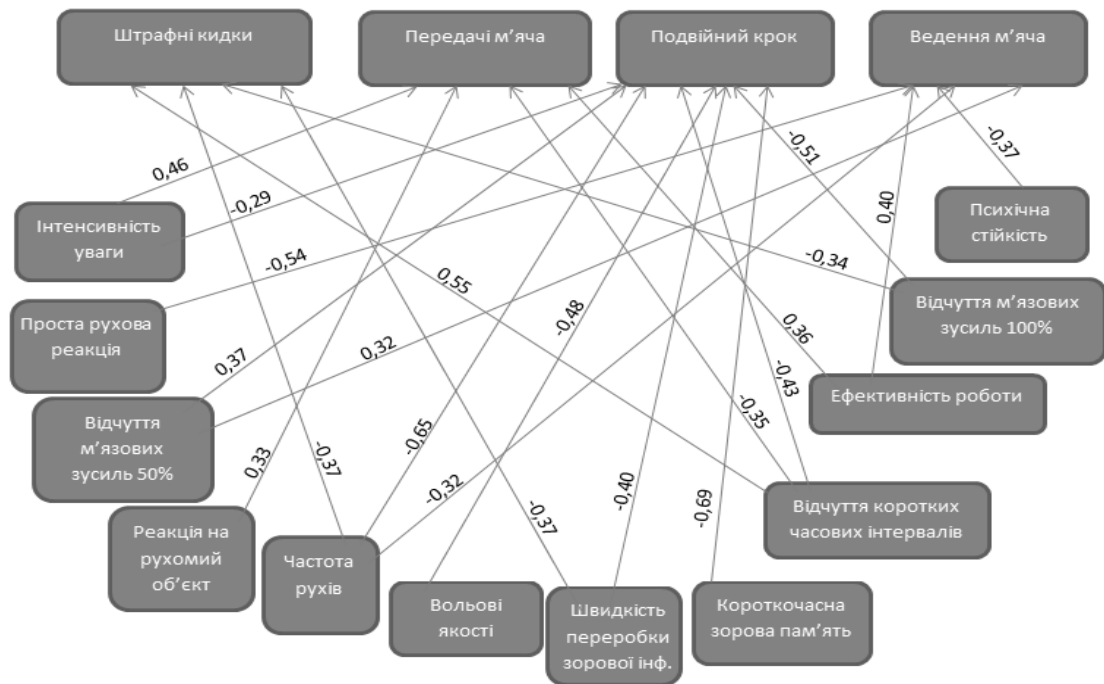 Штрафні кидки
Передачі м’яча
Подвійний крок
Ведення м’яча
0,46
-0,29
-0,51
-0,37
Інтенсивність
уваги
Психічна
стійкість
0,40
-0,54
0,55
-0,34
Проста рухова
реакція
Відчуття м’язових
зусиль 100%
-0,48
0,37
0,32
0,36
-0,43
Ефективність роботи
Відчуття
м’язових
зусиль 50%
0,33
-0,37
-0,65
-0,32
-0,35
-0,40
-0,69
-0,37
Відчуття коротких
часових інтервалів
Реакція на
рухомий
об’єкт
Частота
рухів
Вольові
якості
Швидкість
переробки
зорової інф.
Короткочасна
зорова пам’ять